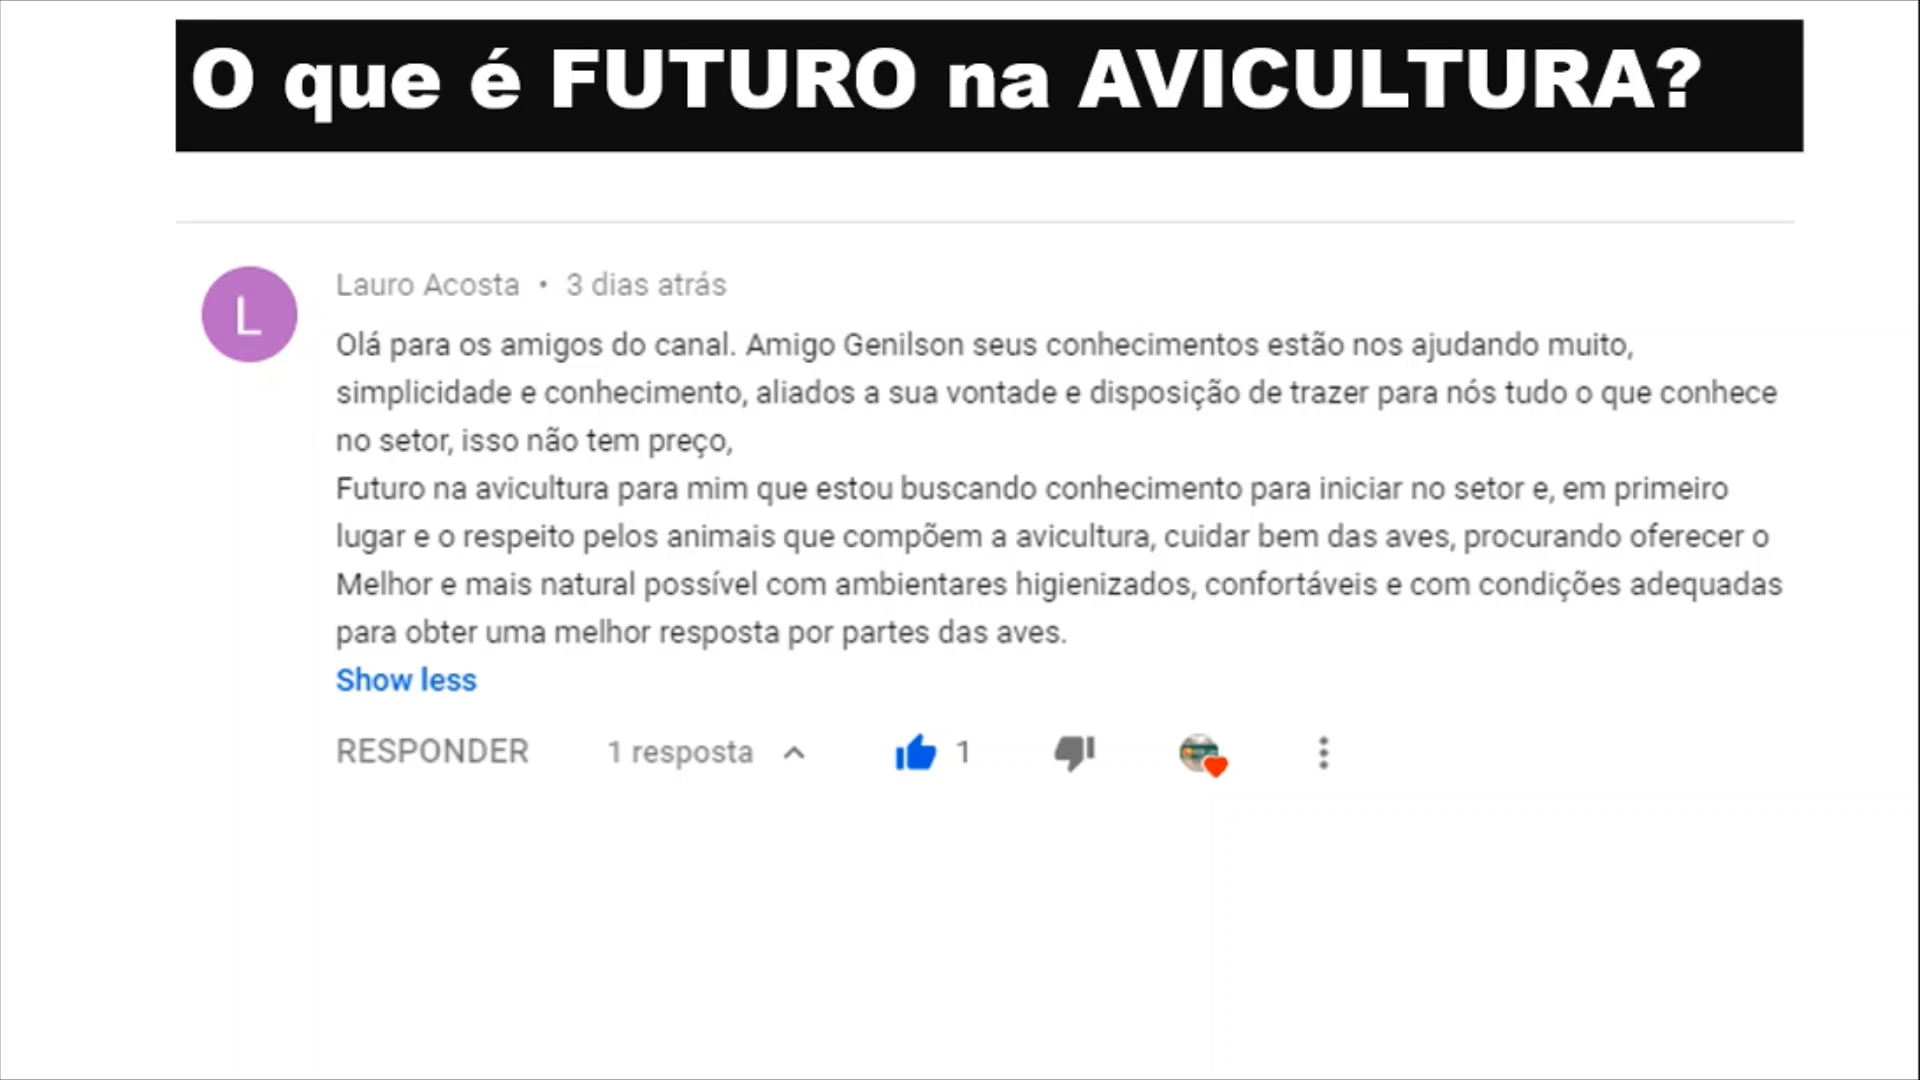 O que é FUTURO na AVICULTURA?
L
Lauro Acosta • 3 dias atrás
Olá para os amigos do canal. Amigo Genilson seus conhecimentos estão nos ajudando muito,
simplicidade e conhecimento, aliados a sua vontade e disposição de trazer para nós tudo o que conhece
no setor, isso não tem preço,
Futuro na avicultura para mim que estou buscando conhecimento para iniciar no setor e, em primeiro
lugar e o respeito pelos animais que compõem a avicultura, cuidar bem das aves, procurando oferecer o
Melhor e mais natural possível com ambientares higienizados, confortáveis e com condições adequadas
para obter uma melhor resposta por partes das aves.
Show less
RESPONDER 1 resposta 1